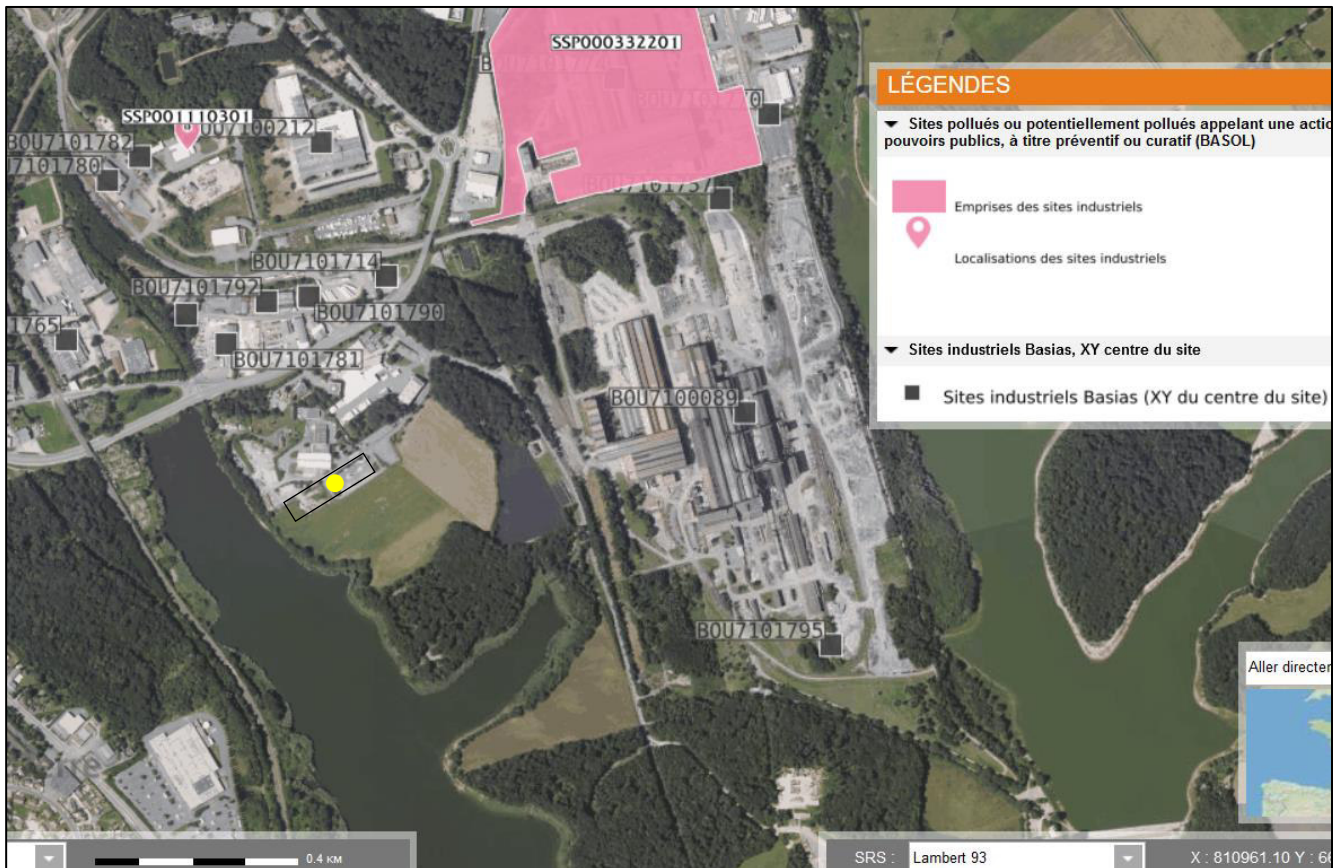 SSP000332201
SSP001110301
BOU7101782
7101780
BOU7101757
BOU7101714
BOU7101792
BOU7101790
1765
BOU7101781
BOU7100089
BOU7101795
LÉGENDES
Sites pollués ou potentiellement pollués appelant une actio
pouvoirs publics, à titre préventif ou curatif (BASOL)
Emprises des sites industriels
Localisations des sites industriels
Sites industriels Basias, XY centre du site
Sites industriels Basias (XY du centre du site)
Aller directem
0.4 KM
SRS : Lambert 93
X : 810961.10 Y : 6